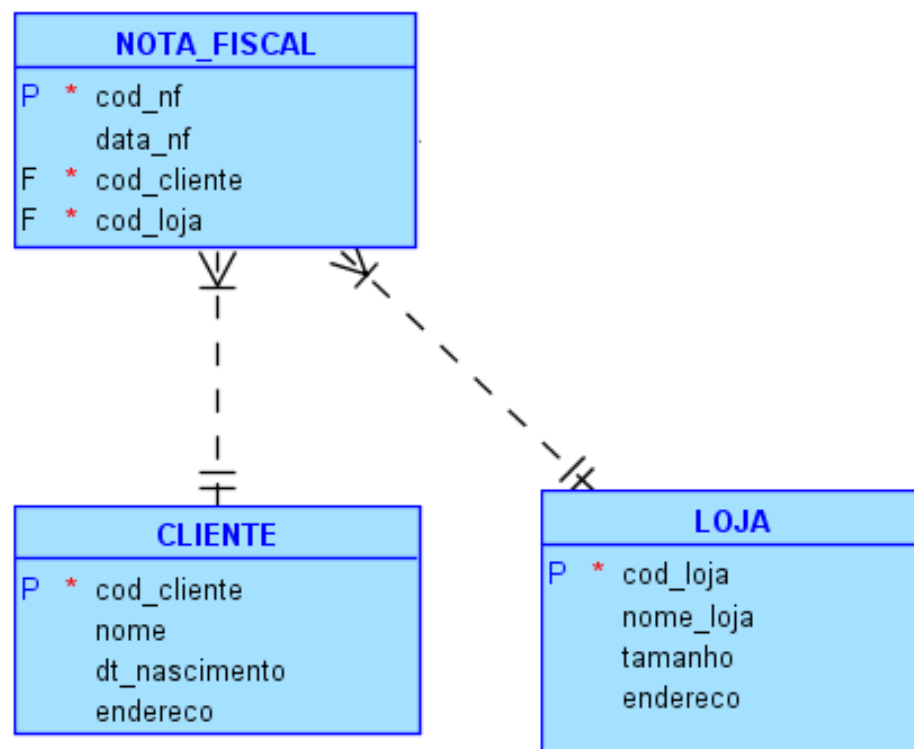 NOTA_FISCAL
P * cod_nf
data_nf
F * cod_cliente
F * cod_loja
CLIENTE
P * cod_cliente
nome
dt_nascimento
endereco
LOJA
P * cod_loja
nome_loja
tamanho
endereco